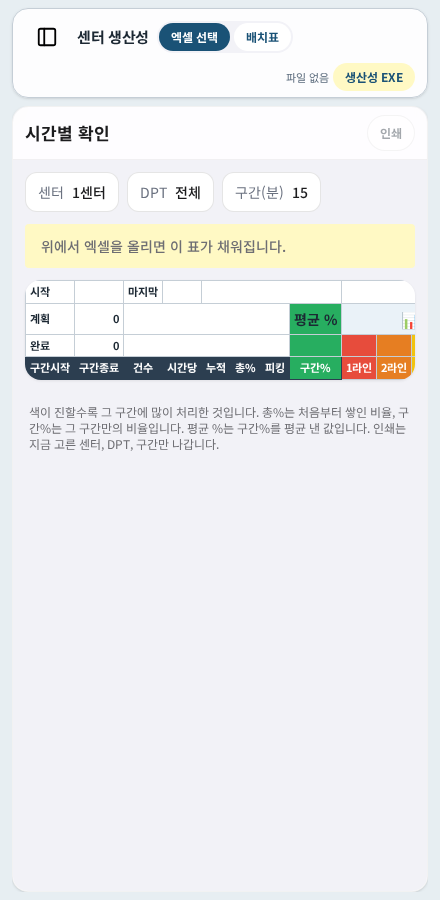 센터 생산성
엑셀 선택
배치표
파일 없음
생산성 EXE
시간별 확인
인쇄
센터 1센터
DPT 전체
구간(분) 15
위에서 엑셀을 올리면 이 표가 채워집니다.
시작 마지막
계획 0 평균 %
완료 0
구간시작 구간종료 건수 시간당 누적 총% 피킹 구간% 1라인 2라인
색이 진할수록 그 구간에 많이 처리한 것입니다. 총%는 처음부터 쌓인 비율, 구
간%는 그 구간만의 비율입니다. 평균 %는 구간%를 평균 낸 값입니다. 인쇄는
지금 고른 센터, DPT, 구간만 나갑니다.